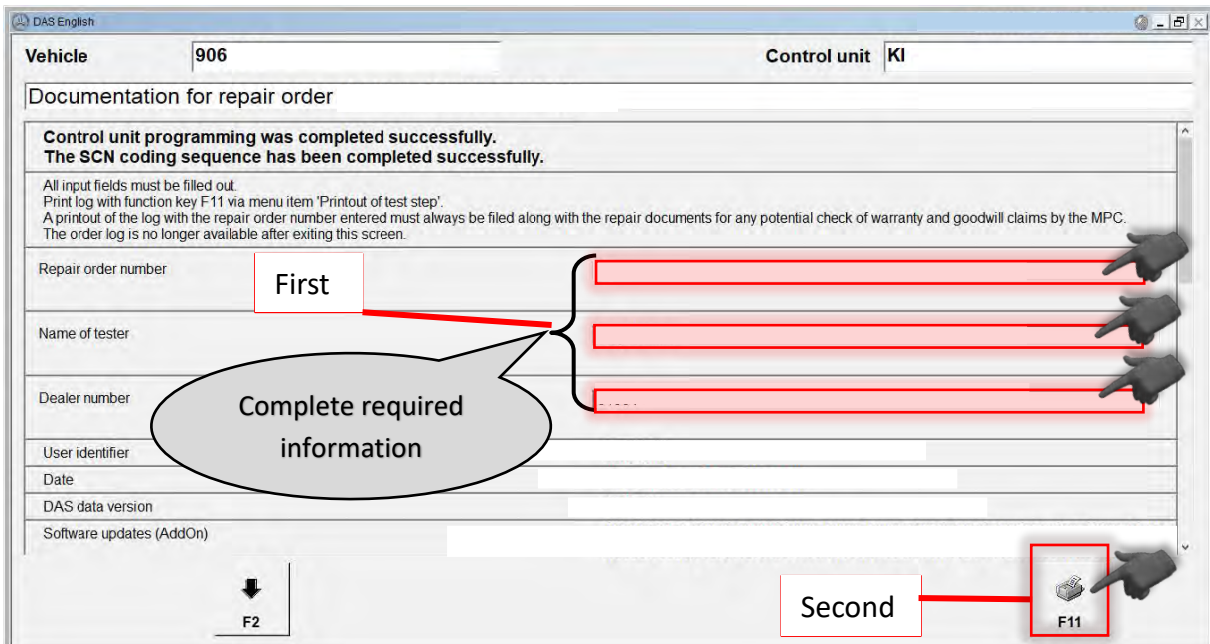 DAS English
Vehicle 906 Control unit KI
Documentation for repair order
Control unit programming was completed successfully.
The SCN coding sequence has been completed successfully.
All input fields must be filled out.
Print log with function key F11 via menu item 'Printout of test step'.
A printout of the log with the repair order number entered must always be filed along with the repair documents for any potential check of warranty and goodwill claims by the MPC.
The order log is no longer available after exiting this screen.
Repair order number
First
Name of tester
Dealer number
Complete required
information
User identifier
Date
DAS data version
Software updates (AddOn)
Second
F2
F11